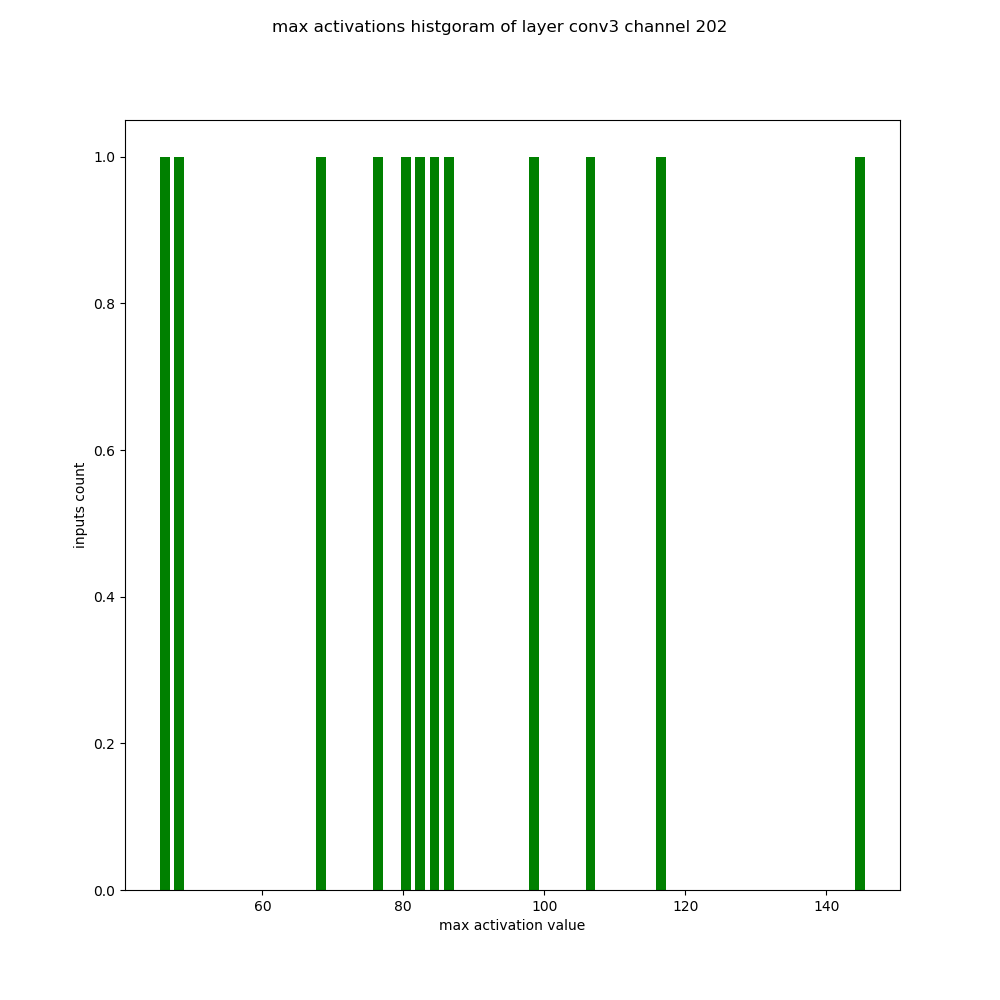 max activations histgoram of layer conv3 channel 202
1.0
0.8
0.6
0.4
0.2
0.0
inputs count
60 80 100 120 140
max activation value